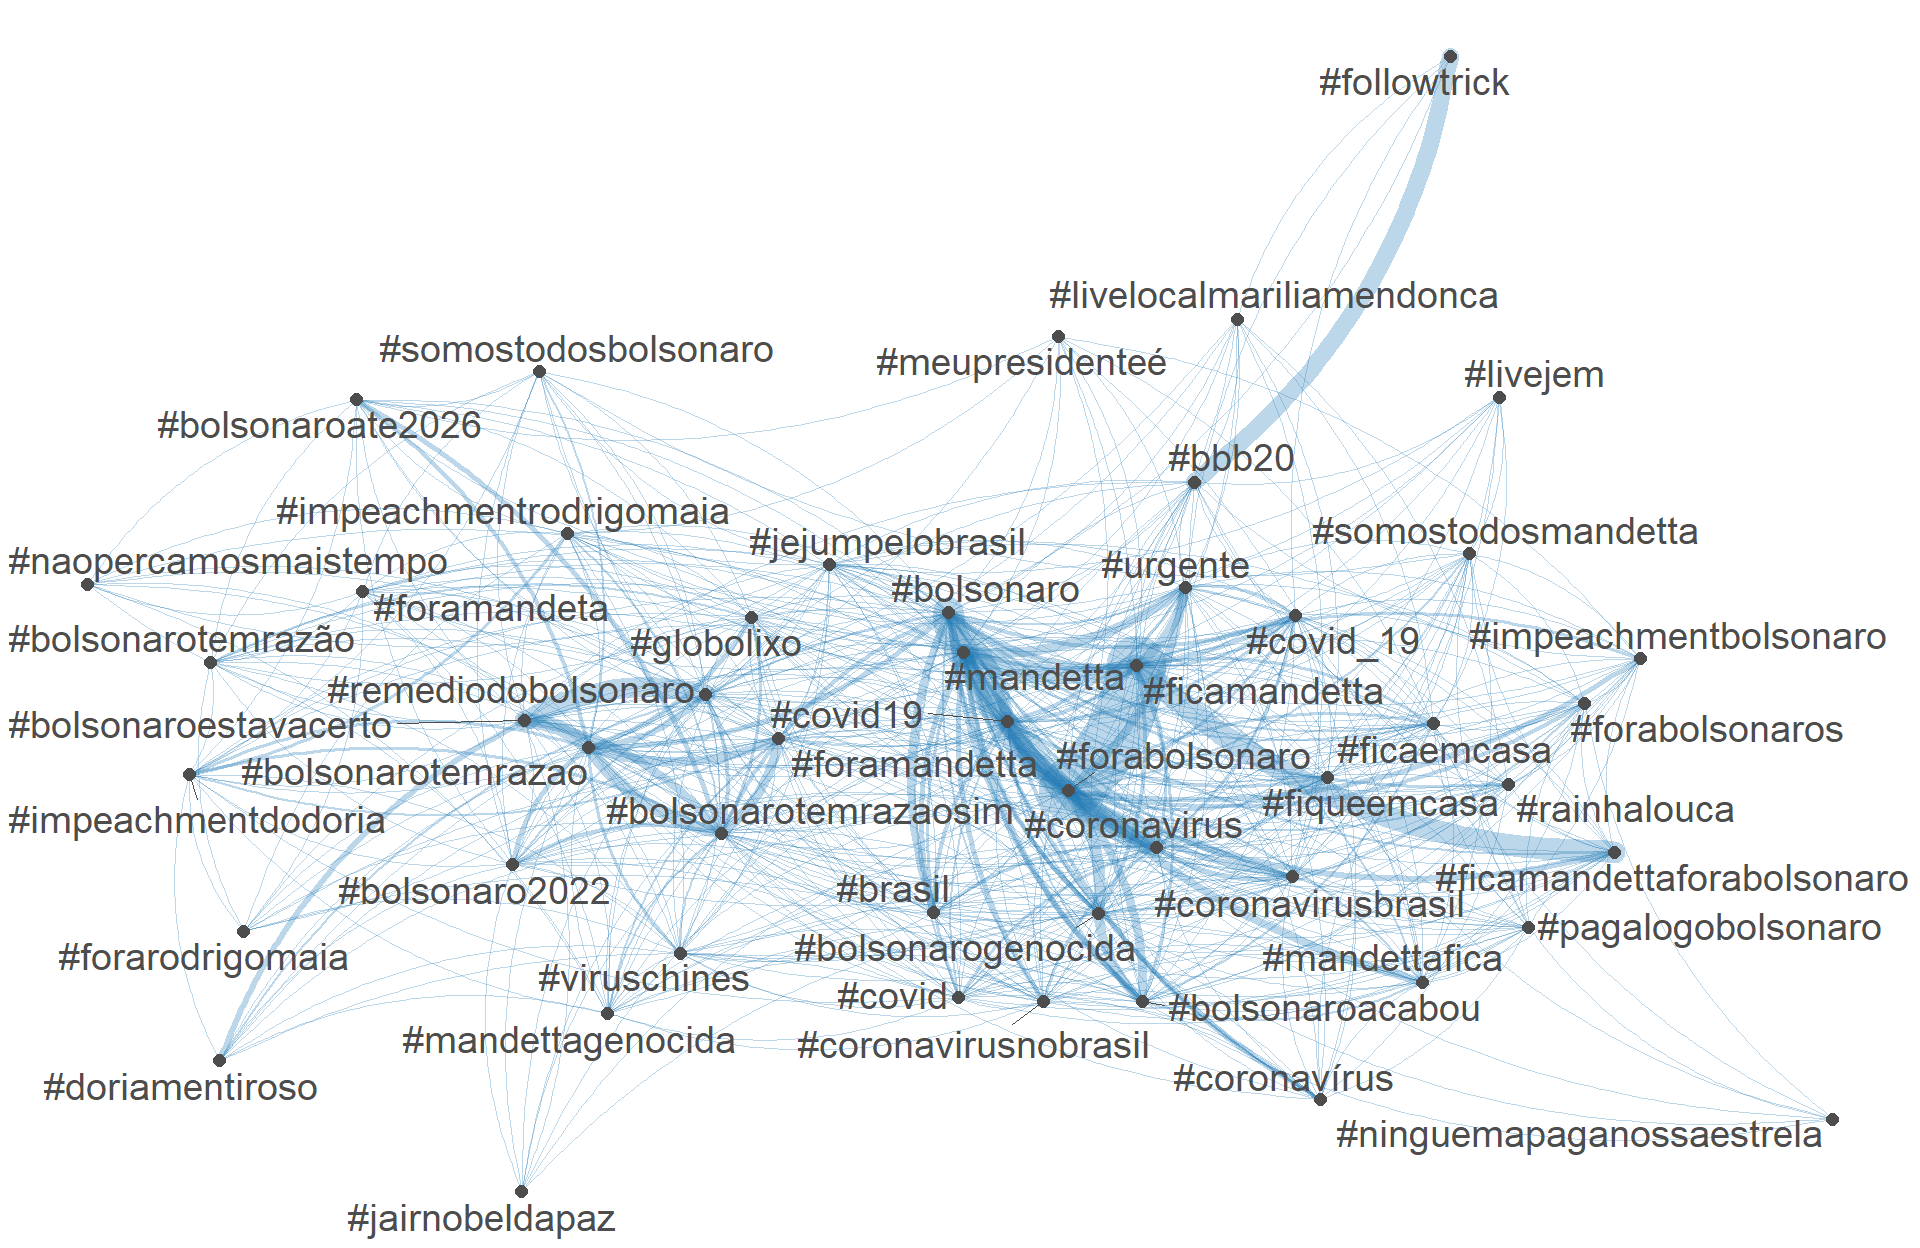 #followtrick
#livelocalmariliamendonca
#somostodosbolsonaro
#meupresidenteé
#livejem
#bolsonaroate2026
#bbb20
#impeachmentrodrigomaia
#somostodosmandetta
#jejumpelobrasil
#naopercamosmaistempo
#urgente
#bolsonaro
#foramandeta
#bolsonarotemrazão
#globolixo
#covid_19
#impeachmentbolsonaro
#mandetta
#remediodobolsonaro
#ficamandetta
#covid19
#bolsonaroestavacerto
#forabolsonaros
#ficaemcasa
#forabolsonaro
#foramandetta
#bolsonarotemrazao
#fiqueemcasa
#rainhalouca
#bolsonarotemrazaosim
#impeachmentdodoria
#coronavirus
#ficamandettaforabolsonaro
#brasil
#bolsonaro2022
#coronavirusbrasil
#pagalogobolsonaro
#bolsonarogenocida
#forarodrigomaia
#mandettafica
#viruschines
#covid
#bolsonaroacabou
#mandettagenocida
#coronavirusnobrasil
#coronavírus
#doriamentiroso
#ninguemapaganossaestrela
#jairnobeldapaz